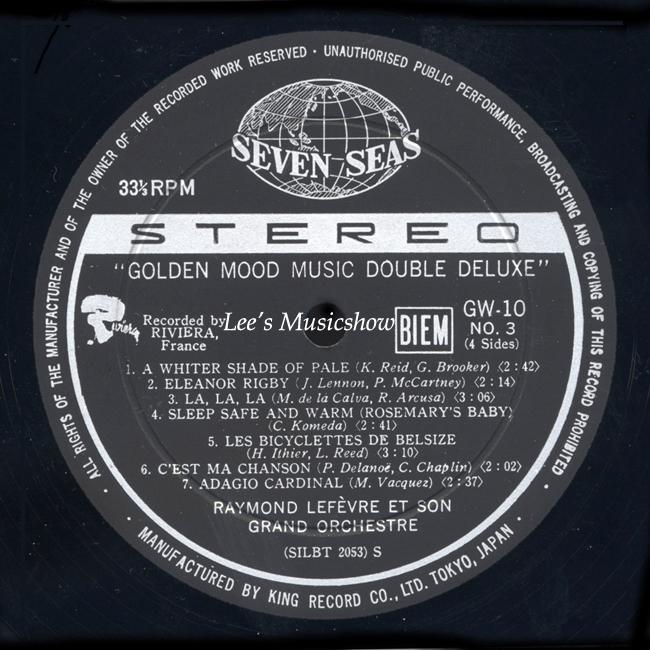 ALL RIGHTS OF THE MANUFACTURER AND OF THE OWNER OF THE RECORDED WORK RESERVED · UNAUTHORISED PUBLIC PERFORMANCE, BROADCASTING AND COPYING OF THIS RECORD PROHIBITED
SEVEN SEAS
33⅓RPM
STEREO
"GOLDEN MOOD MUSIC DOUBLE DELUXE"
Riviera
Recorded by
RIVIERA,
France
Lee's Musicshow
BIEM
GW-10
NO. 3
(4 Sides)
1. A WHITER SHADE OF PALE (K. Reid, G. Brooker) 〈2:42〉
2. ELEANOR RIGBY (J. Lennon, P. McCartney) 〈2:14〉
3. LA, LA, LA (M. de la Calva, R. Arcusa) 〈3:06〉
4. SLEEP SAFE AND WARM (ROSEMARY'S BABY)
(C. Komeda) 〈2:41〉
5. LES BICYCLETTES DE BELSIZE
(H. Ithier, L. Reed) 〈3:10〉
6. C'EST MA CHANSON (P. Delanoë, C. Chaplin) 〈2:02〉
7. ADAGIO CARDINAL (M. Vacquez) 〈2:37〉
RAYMOND LEFÈVRE ET SON
GRAND ORCHESTRE
(SILBT 2053) S
· MANUFACTURED BY KING RECORD CO., LTD. TOKYO, JAPAN ·